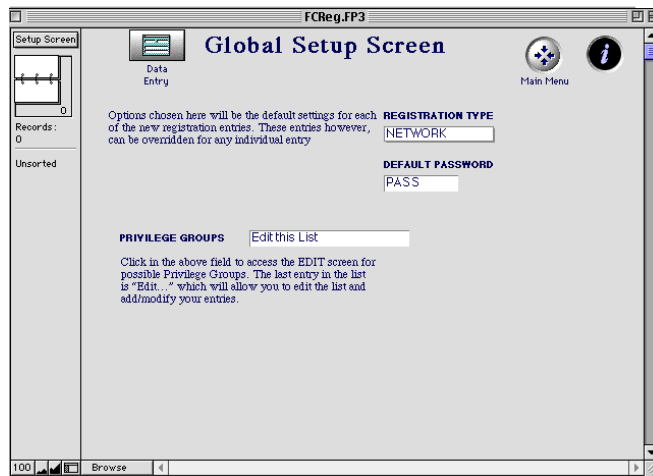 FCReg.FP3
Setup Screen
0
Records:
0
Unsorted
Data
Entry
Global Setup Screen
Main Menu
i
Options chosen here will be the default settings for each
of the new registration entries. These entries however,
can be overridden for any individual entry
REGISTRATION TYPE
NETWORK
DEFAULT PASSWORD
PASS
PRIVILEGE GROUPS
Edit this List
Click in the above field to access the EDIT screen for
possible Privilege Groups. The last entry in the list
is "Edit..." which will allow you to edit the list and
add/modify your entries.
100
Browse